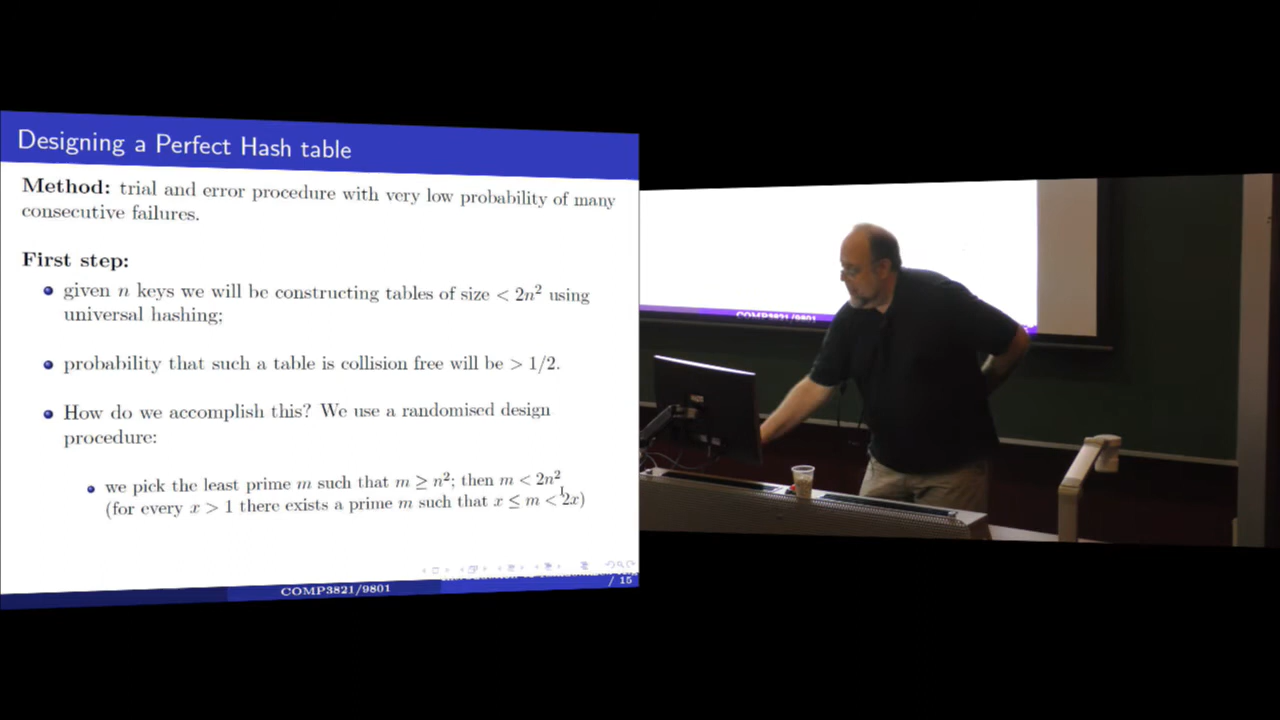 Designing a Perfect Hash table
Method: trial and error procedure with very low probability of many
consecutive failures.
First step:
given n keys we will be constructing tables of size < 2n² using
universal hashing;
probability that such a table is collision free will be > 1/2.
How do we accomplish this? We use a randomised design
procedure:
we pick the least prime m such that m ≥ n²; then m < 2n²
(for every x > 1 there exists a prime m such that x ≤ m < 2x)
COMP3821/9801
/ 15
COMP3821/9801